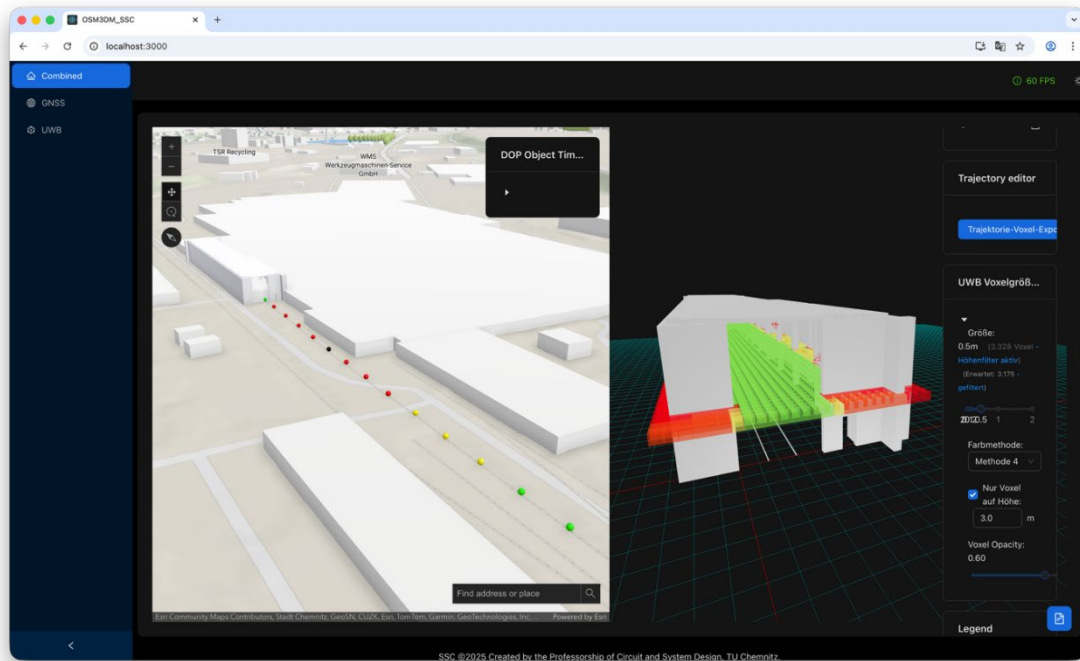 OSM3DM_SSC
localhost:3000
Combined
GNSS
UWB
60 FPS
TSR Recycling
WMS
Werkzeugmaschinen-Service
GmbH
DOP Object Tim...
Find address or place
Esri Community Maps Contributors, Stadt Chemnitz, GeoSN, CUZK, Esri, TomTom, Garmin, GeoTechnologies, Inc, ...
Powered by Esri
Trajectory editor
Trajektorie-Voxel-Expo
UWB Voxelgröß...
Größe:
0.5m (3.328 Voxel -
Höhenfilter aktiv)
(Erwartet: 3.175 -
gefiltert)
0.5 1 2
Farbmethode:
Methode 4
Nur Voxel
auf Höhe:
3.0 m
Voxel Opacity:
0.60
Legend
SSC ©2025 Created by the Professorship of Circuit and System Design, TU Chemnitz.